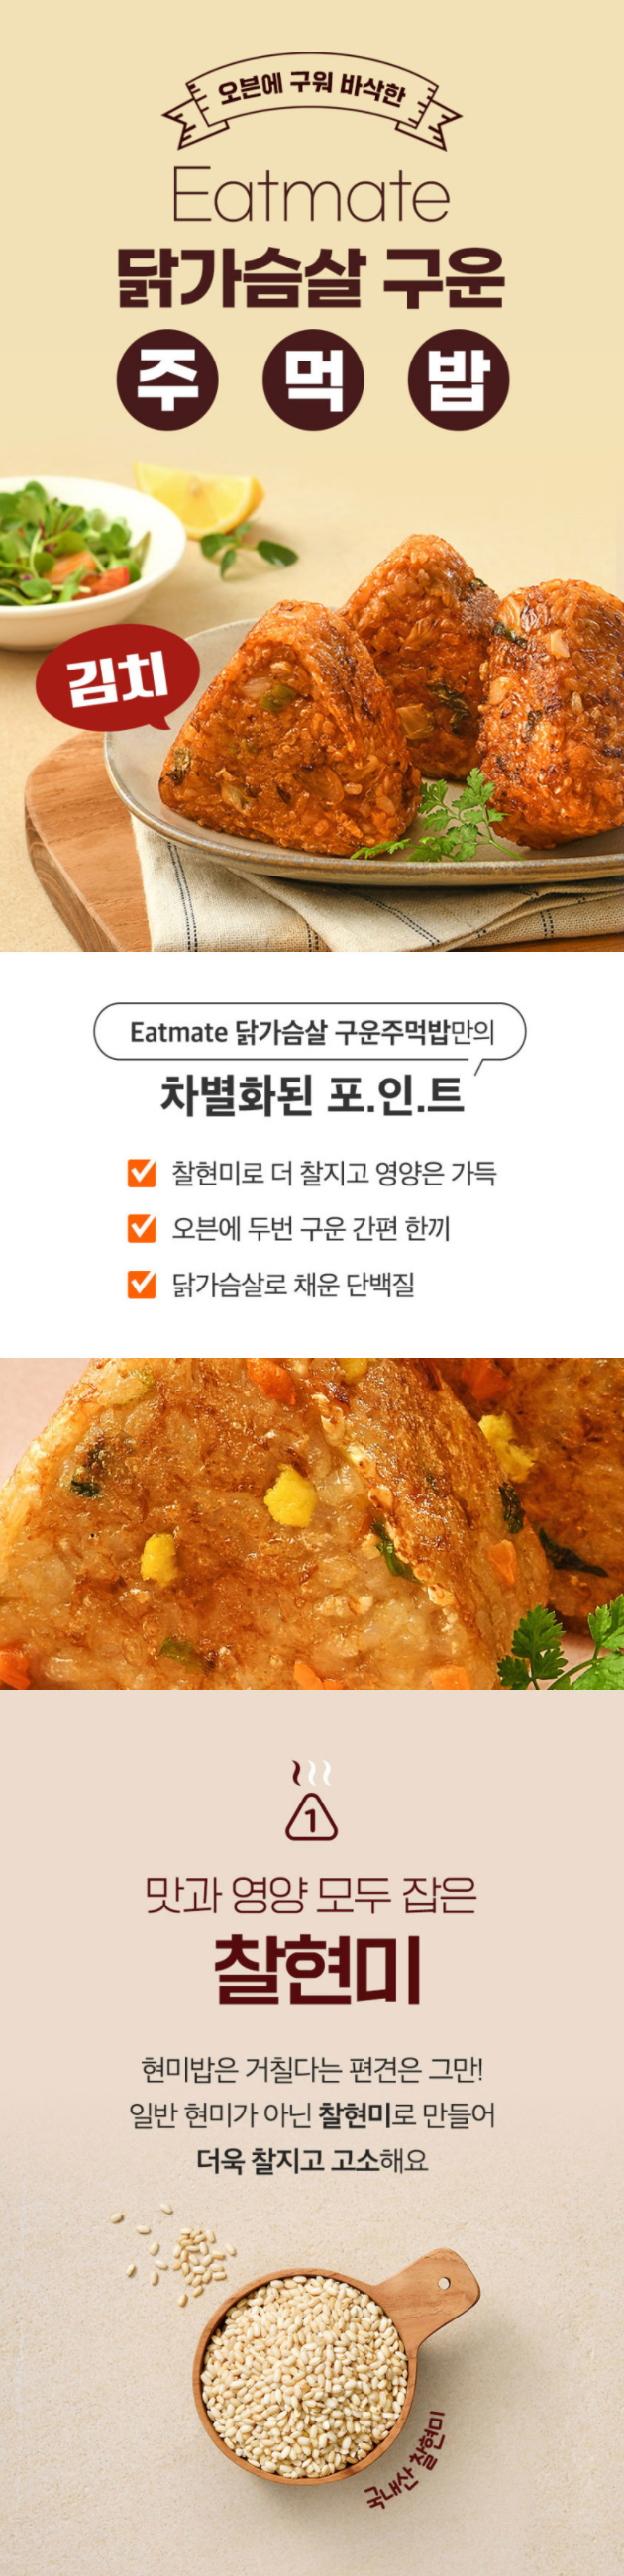 오븐에 구워 바삭한
Eatmate
닭가슴살 구운
주 먹 밥
김치
Eatmate 닭가슴살 구운주먹밥만의
차별화된 포.인.트
찰현미로 더 찰지고 영양은 가득
오븐에 두번 구운 간편 한끼
닭가슴살로 채운 단백질
1
맛과 영양 모두 잡은
찰현미
현미밥은 거칠다는 편견은 그만!
일반 현미가 아닌 찰현미로 만들어
더욱 찰지고 고소해요
국내산 찰현미